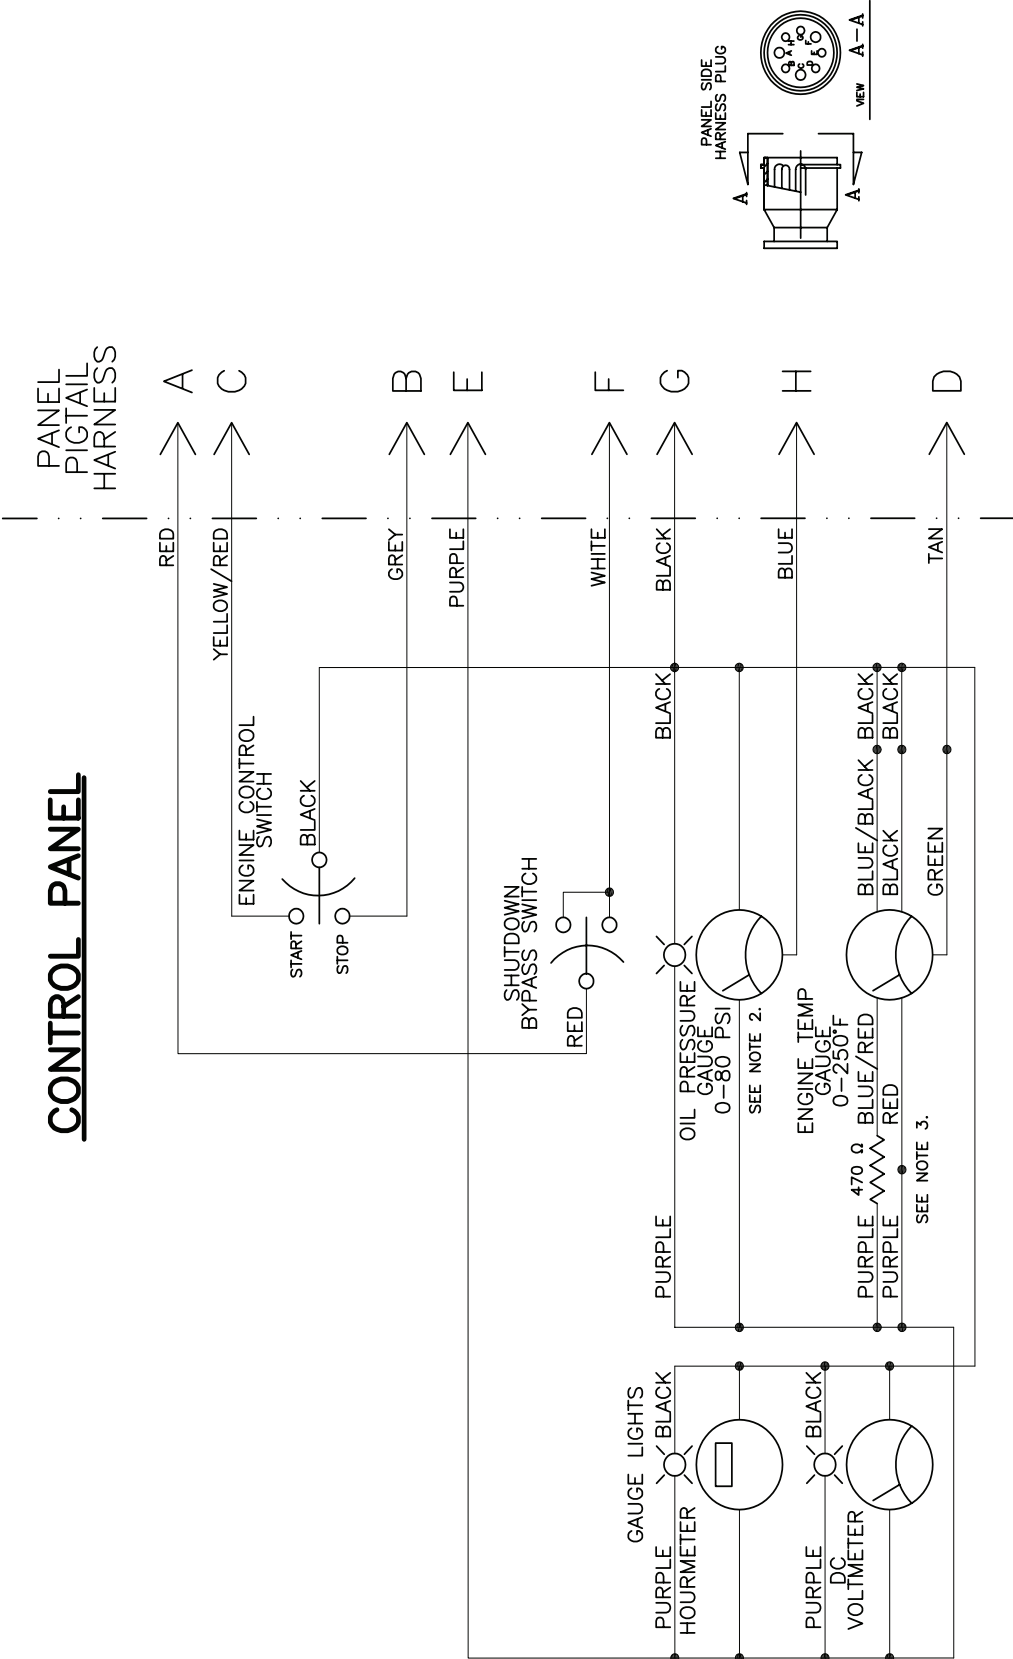 CONTROL PANEL
PANEL
PIGTAIL
HARNESS
A
C
B
E
F
G
H
D
RED
YELLOW/RED
GREY
PURPLE
WHITE
BLACK
BLUE
TAN
ENGINE CONTROL
SWITCH
BLACK
START
STOP
SHUTDOWN
BYPASS SWITCH
RED
BLACK
OIL PRESSURE
GAUGE
0-80 PSI
SEE NOTE 2.
PURPLE
ENGINE TEMP
GAUGE
0-250°F
BLACK
BLACK
BLUE/BLACK
BLACK
GREEN
BLUE/RED
RED
470 Ω
SEE NOTE 3.
PURPLE
PURPLE
GAUGE LIGHTS
BLACK
PURPLE
HOURMETER
BLACK
PURPLE
DC
VOLTMETER
PANEL SIDE
HARNESS PLUG
A
A
VIEW A-A
A
B
C
D
E
F
G
H